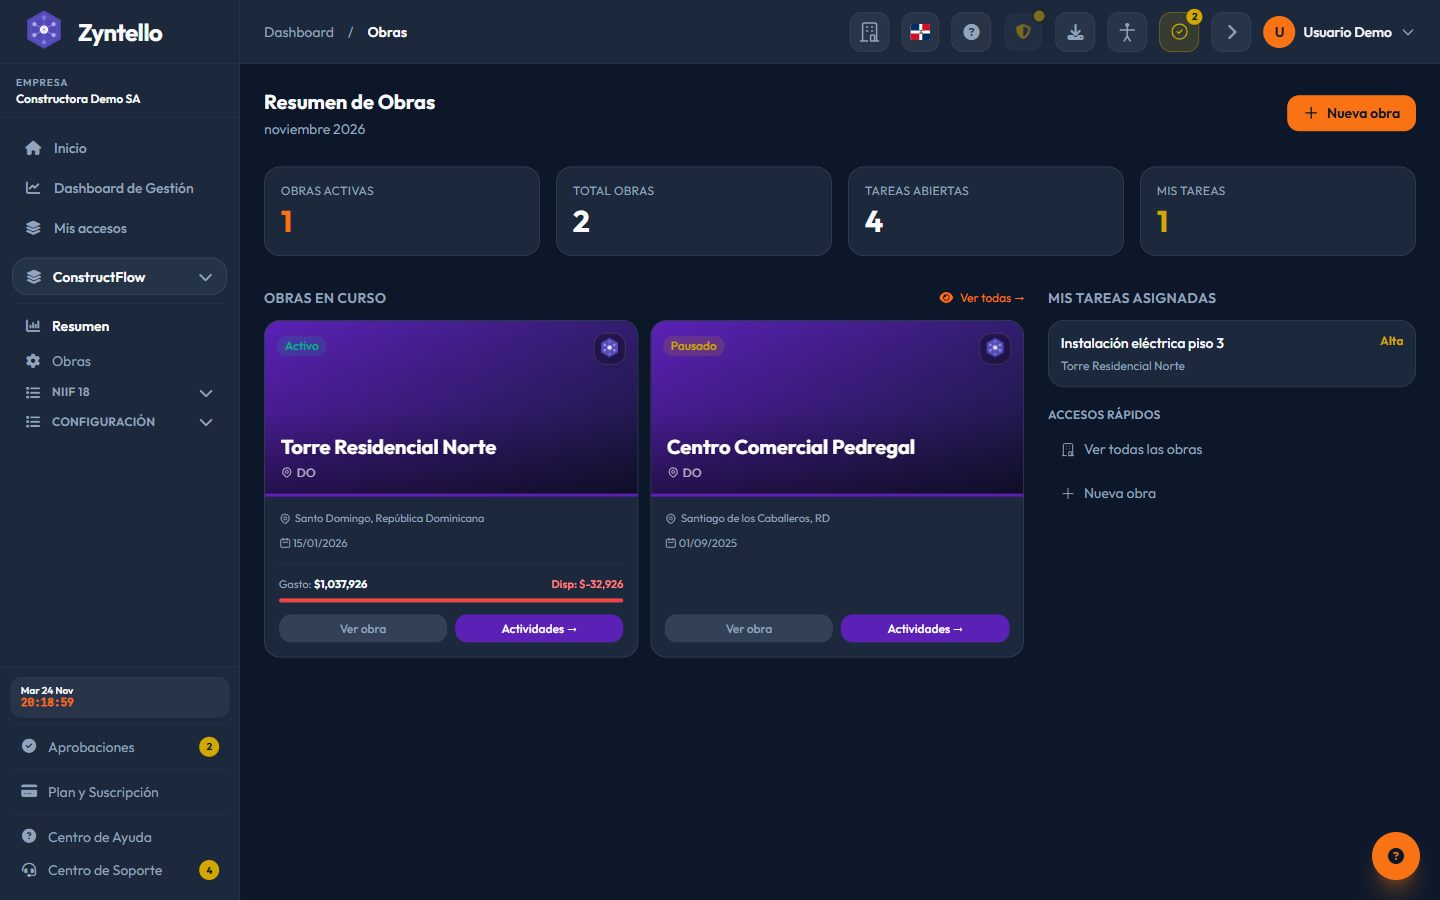 Zyntello
EMPRESA
Constructora Demo SA
Inicio
Dashboard de Gestión
Mis accesos
ConstructFlow
Resumen
Obras
NIIF 18
CONFIGURACIÓN
Mar 24 Nov
20:18:59
Aprobaciones 2
Plan y Suscripción
Centro de Ayuda
Centro de Soporte 4
Dashboard / Obras
2
U Usuario Demo
Resumen de Obras
noviembre 2026
+ Nueva obra
OBRAS ACTIVAS
1
TOTAL OBRAS
2
TAREAS ABIERTAS
4
MIS TAREAS
1
OBRAS EN CURSO
Ver todas →
Activo
Torre Residencial Norte
DO
Santo Domingo, República Dominicana
15/01/2026
Gasto: $1,037,926 Disp: $-32,926
Ver obra
Actividades →
Pausado
Centro Comercial Pedregal
DO
Santiago de los Caballeros, RD
01/09/2025
Ver obra
Actividades →
MIS TAREAS ASIGNADAS
Instalación eléctrica piso 3 Alta
Torre Residencial Norte
ACCESOS RÁPIDOS
Ver todas las obras
+ Nueva obra